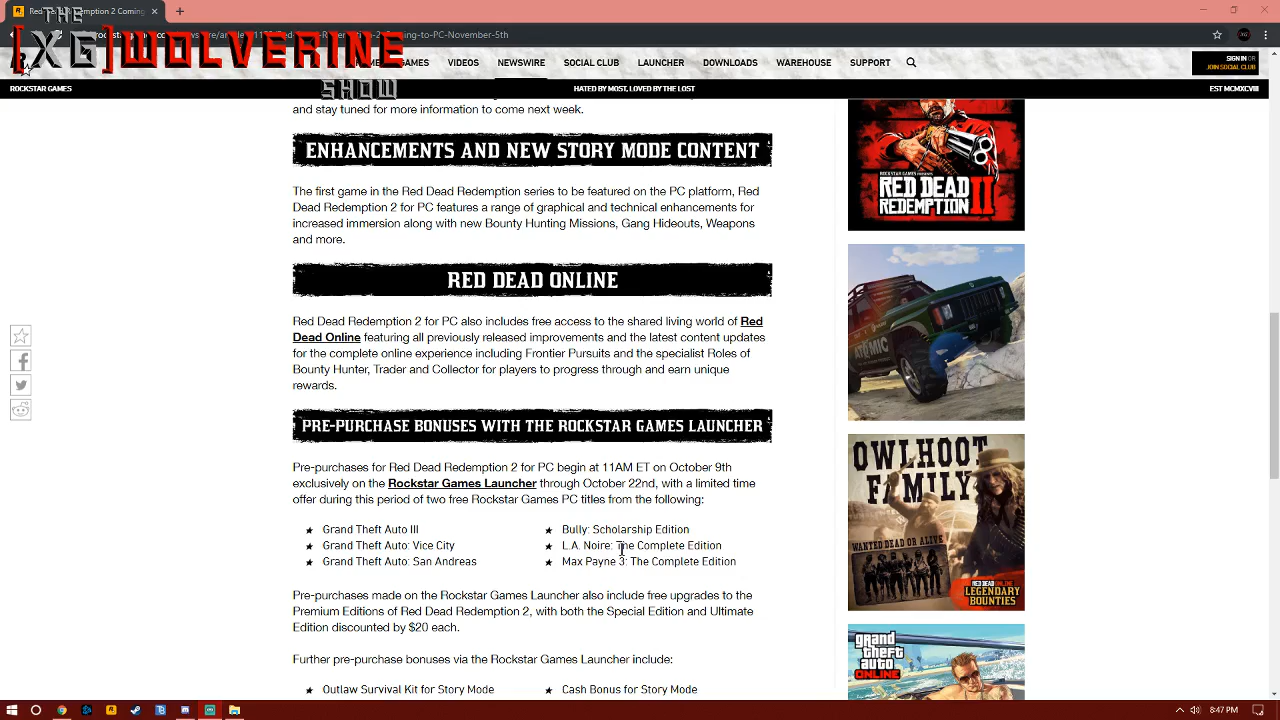 Red Dead Redemption 2 Coming
THE
[XG]WOLVERINE
SHOW
GAMES
VIDEOS
NEWSWIRE
SOCIAL CLUB
LAUNCHER
DOWNLOADS
WAREHOUSE
SUPPORT
SIGN IN OR
JOIN SOCIAL CLUB
ROCKSTAR GAMES
HATED BY MOST, LOVED BY THE LOST
EST MCMXCVIII
and stay tuned for more information to come next week.
ENHANCEMENTS AND NEW STORY MODE CONTENT
The first game in the Red Dead Redemption series to be featured on the PC platform, Red
Dead Redemption 2 for PC features a range of graphical and technical enhancements for
increased immersion along with new Bounty Hunting Missions, Gang Hideouts, Weapons
and more.
RED DEAD ONLINE
Red Dead Redemption 2 for PC also includes free access to the shared living world of Red
Dead Online featuring all previously released improvements and the latest content updates
for the complete online experience including Frontier Pursuits and the specialist Roles of
Bounty Hunter, Trader and Collector for players to progress through and earn unique
rewards.
PRE-PURCHASE BONUSES WITH THE ROCKSTAR GAMES LAUNCHER
Pre-purchases for Red Dead Redemption 2 for PC begin at 11AM ET on October 9th
exclusively on the Rockstar Games Launcher through October 22nd, with a limited time
offer during this period of two free Rockstar Games PC titles from the following:
★ Grand Theft Auto III
★ Grand Theft Auto: Vice City
★ Grand Theft Auto: San Andreas
★ Bully: Scholarship Edition
★ L.A. Noire: The Complete Edition
★ Max Payne 3: The Complete Edition
Pre-purchases made on the Rockstar Games Launcher also include free upgrades to the
Premium Editions of Red Dead Redemption 2, with both the Special Edition and Ultimate
Edition discounted by $20 each.
Further pre-purchase bonuses via the Rockstar Games Launcher include:
★ Outlaw Survival Kit for Story Mode
★ Cash Bonus for Story Mode
ROCKSTAR GAMES PRESENTS
RED DEAD
REDEMPTION II
ATOMIC
OWLHOOT
FAMILY
WANTED DEAD OR ALIVE
RED DEAD ONLINE
LEGENDARY
BOUNTIES
grand
theft
auto
ONLINE
8:47 PM